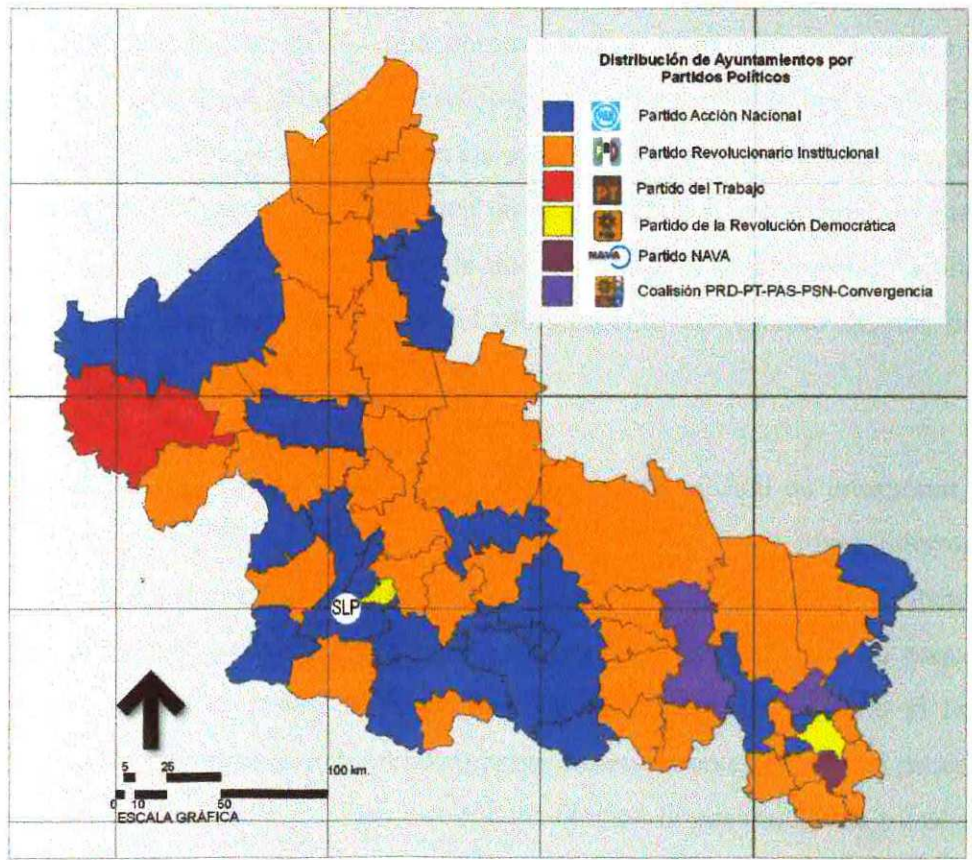 Distribución de Ayuntamientos por
Partidos Políticos
PAN Partido Acción Nacional
Partido Revolucionario Institucional
PT Partido del Trabajo
Partido de la Revolución Democrática
NAVA Partido NAVA
Coalisión PRD-PT-PAS-PSN-Convergencia
SLP
5 25
100 km.
0 10 50
ESCALA GRÁFICA